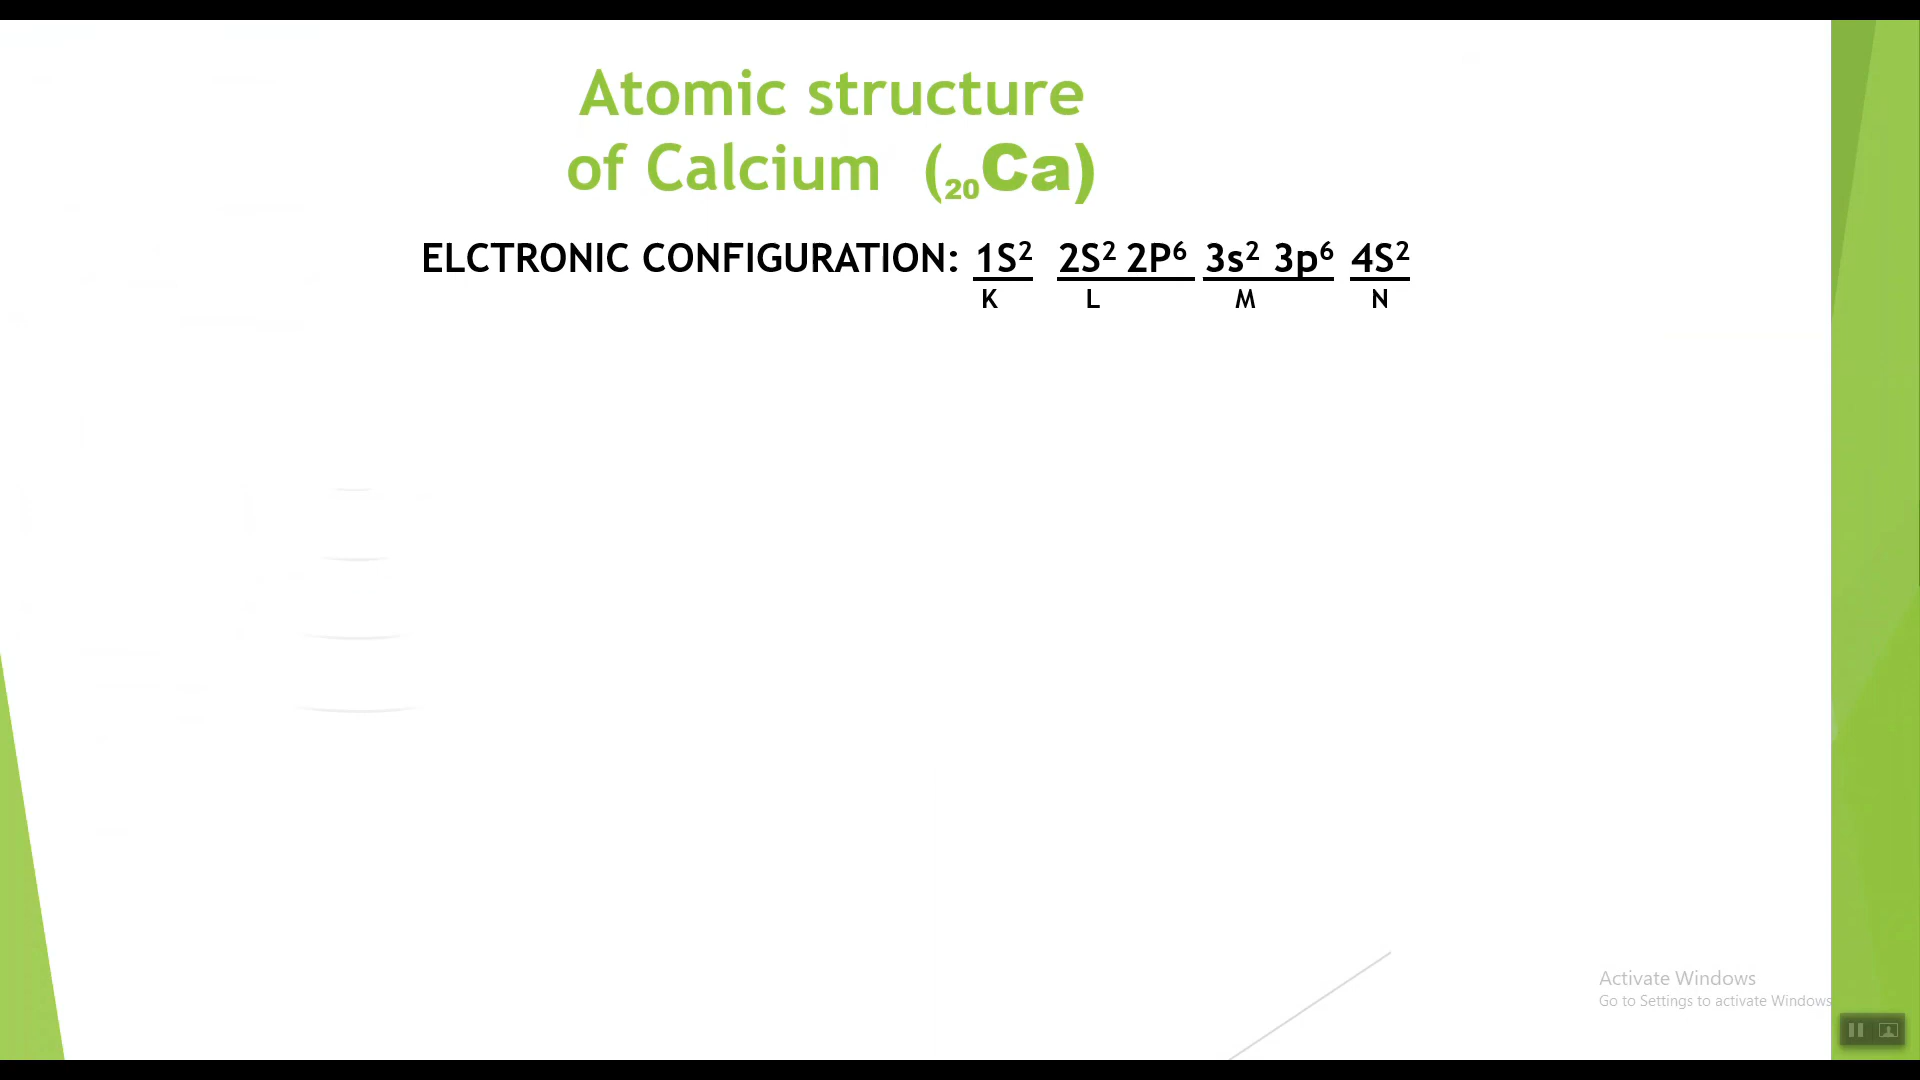 Atomic structure
of Calcium (₂₀Ca)
ELCTRONIC CONFIGURATION: 1S² 2S² 2P⁶ 3s² 3p⁶ 4S²
K L M N
Activate Windows
Go to Settings to activate Windows